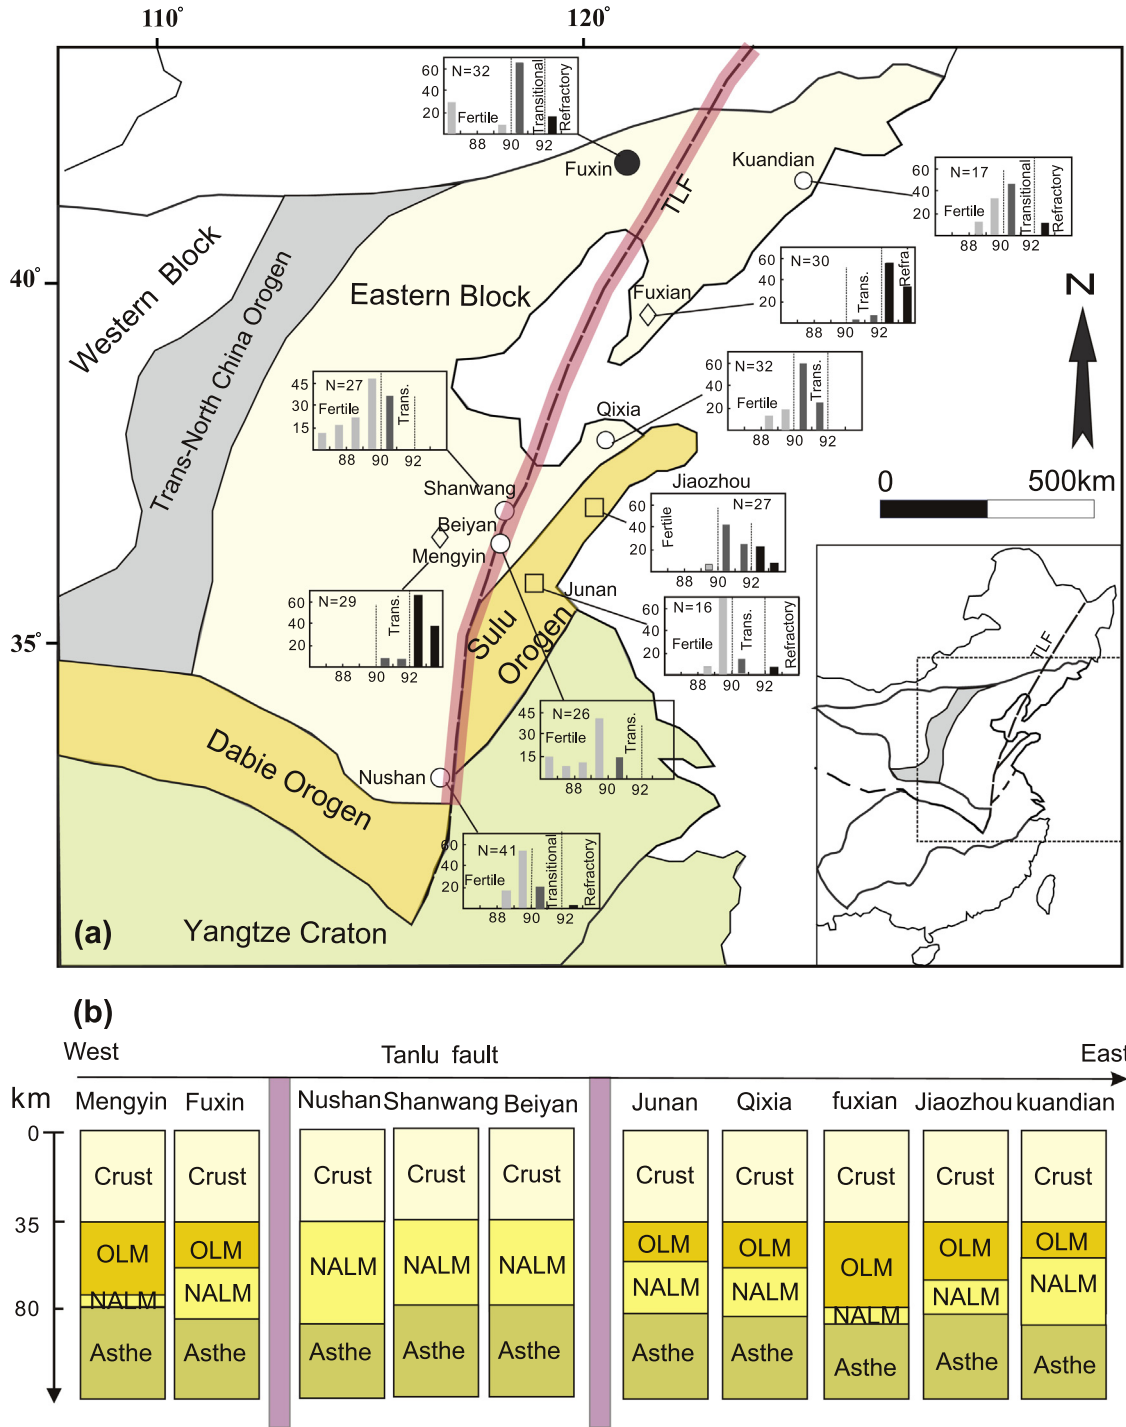 110°
120°
60
40
20
N=32
Fertile
Transitional
Refractory
88
90
92
Fuxin
Kuandian
TLF
60
40
20
N=17
Fertile
Transitional
Refractory
88
90
92
40°
Western Block
Trans-North China Orogen
Eastern Block
Fuxian
60
40
20
N=30
Trans.
Refra.
88
90
92
Z
45
30
15
N=27
Fertile
Trans.
88
90
92
60
40
20
N=32
Fertile
Trans.
88
90
92
Qixia
0
500km
Shanwang
Beiyan
Mengyin
Jiaozhou
60
40
20
N=27
Fertile
88
90
92
Junan
60
40
20
N=29
Trans.
88
90
92
60
40
20
N=16
Fertile
Trans.
Refractory
88
90
92
35°
Sulu
Orogen
TLF
45
30
15
N=26
Fertile
Trans.
88
90
92
Dabie Orogen
Nushan
60
40
20
N=41
Fertile
Transitional
Refractory
88
90
92
(a)
Yangtze Craton
(b)
West
Tanlu fault
East
km
Mengyin
Fuxin
Nushan
Shanwang
Beiyan
Junan
Qixia
fuxian
Jiaozhou
kuandian
0
Crust
Crust
Crust
Crust
Crust
Crust
Crust
Crust
Crust
Crust
35
OLM
OLM
NALM
NALM
NALM
OLM
OLM
OLM
OLM
OLM
NALM
NALM
NALM
NALM
NALM
NALM
NALM
80
Asthe
Asthe
Asthe
Asthe
Asthe
Asthe
Asthe
Asthe
Asthe
Asthe